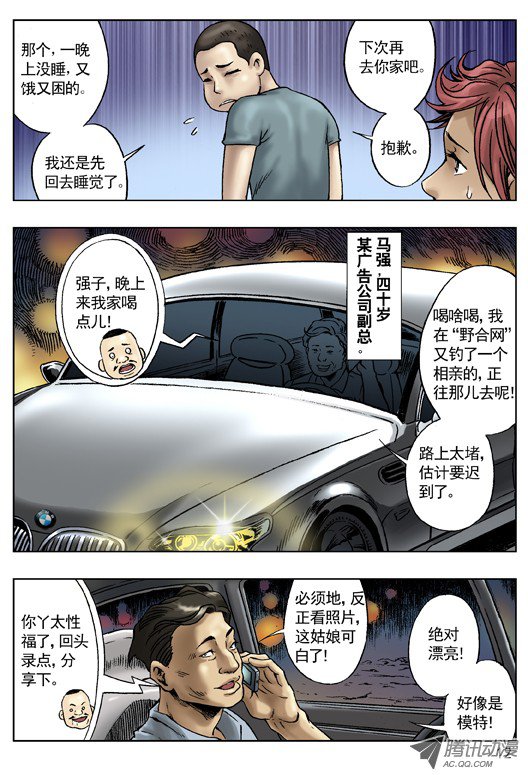 那个，一晚
上没睡，又
饿又困的。
我还是先
回去睡觉了。
下次再
去你家吧。
抱歉。
强子，晚上
来我家喝
点儿！
马强，四十岁
某广告公司副总。
喝啥喝，我
在“野合网”
又钓了一个
相亲的，正
往那儿去呢！
路上太堵，
估计要迟
到了。
你丫太性
福了，回头
录点，分
享下。
必须地，反
正看照片，
这姑娘可
白了！
绝对
漂亮！
好像是
模特！
腾讯动漫
AC.QQ.COM